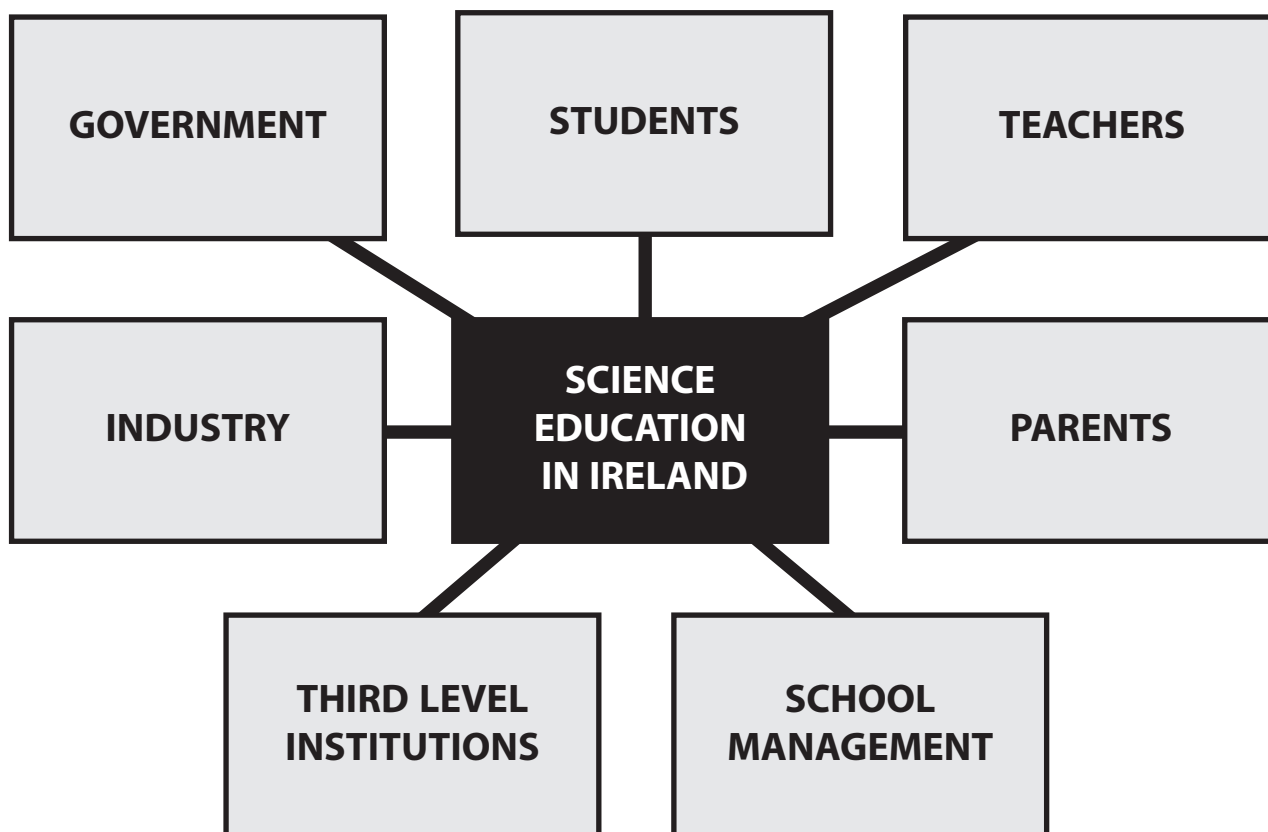 GOVERNMENT
STUDENTS
TEACHERS
INDUSTRY
SCIENCE
EDUCATION
IN IRELAND
PARENTS
THIRD LEVEL
INSTITUTIONS
SCHOOL
MANAGEMENT